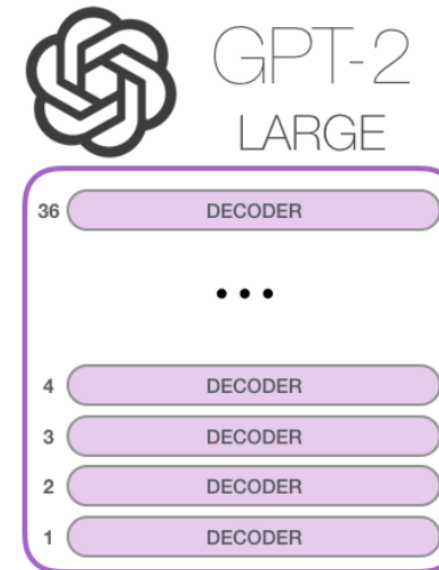 GPT-2
LARGE
36 DECODER
...
4 DECODER
3 DECODER
2 DECODER
1 DECODER